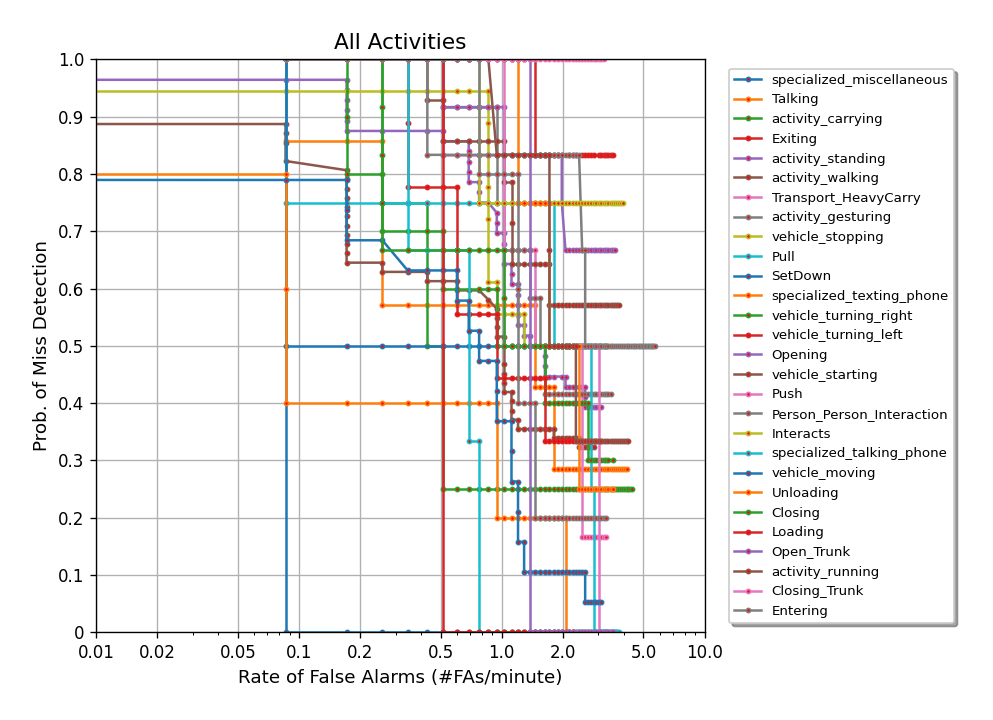 All Activities
1.0
0.9
0.8
0.7
0.6
0.5
0.4
0.3
0.2
0.1
0
Prob. of Miss Detection
0.01 0.02 0.05 0.1 0.2 0.5 1.0 2.0 5.0 10.0
Rate of False Alarms (#FAs/minute)
specialized_miscellaneous
Talking
activity_carrying
Exiting
activity_standing
activity_walking
Transport_HeavyCarry
activity_gesturing
vehicle_stopping
Pull
SetDown
specialized_texting_phone
vehicle_turning_right
vehicle_turning_left
Opening
vehicle_starting
Push
Person_Person_Interaction
Interacts
specialized_talking_phone
vehicle_moving
Unloading
Closing
Loading
Open_Trunk
activity_running
Closing_Trunk
Entering